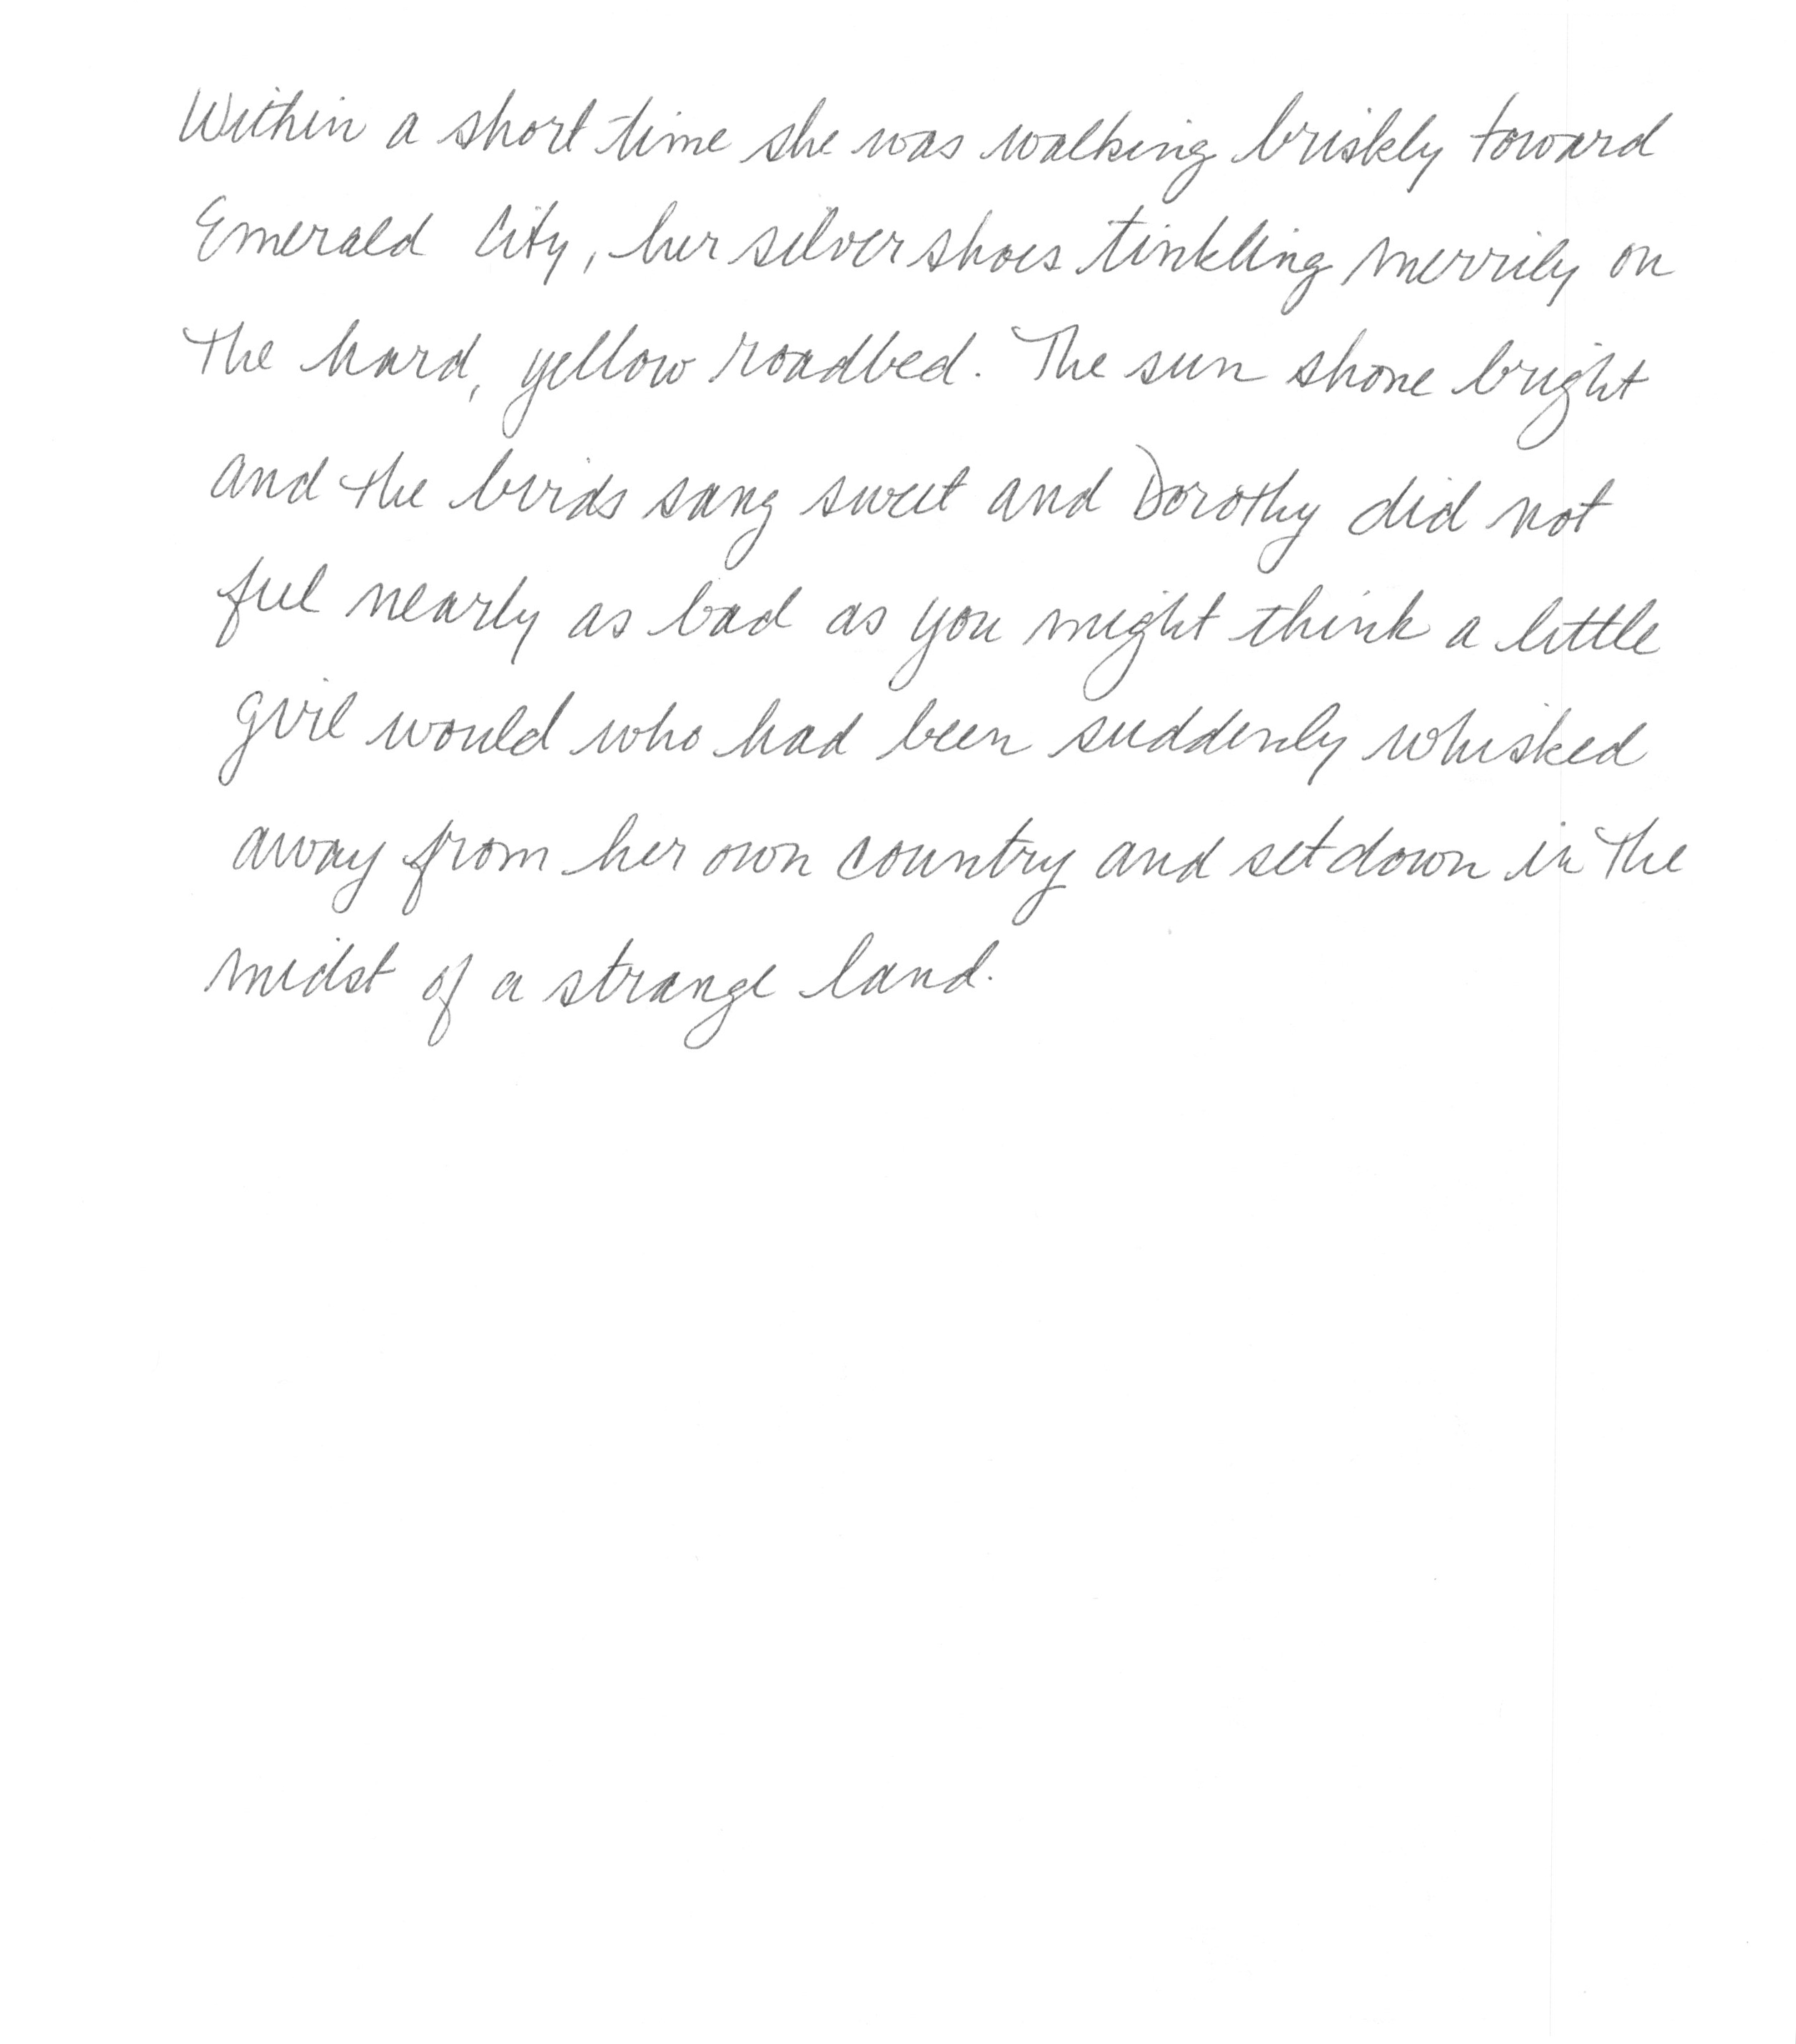 Within a short time she was walking briskly toward
Emerald City, her silver shoes tinkling merrily on
the hard, yellow roadbed. The sun shone bright
and the birds sang sweet and Dorothy did not
feel nearly as bad as you might think a little
girl would who had been suddenly whisked
away from her own country and set down in the
midst of a strange land.